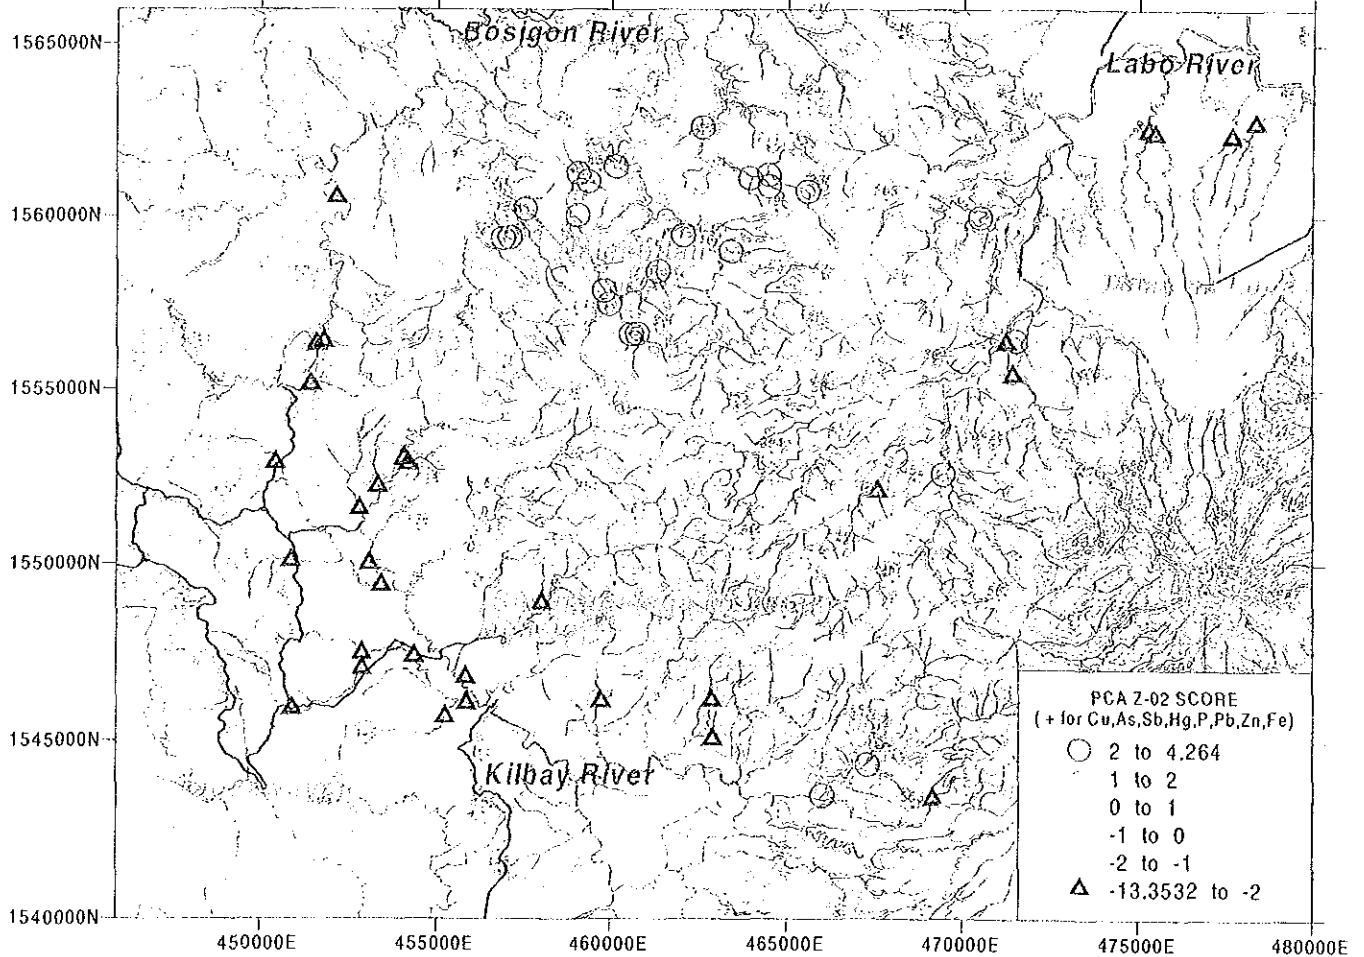 1565000N
Bosigon River
Labo River
1560000N
1555000N
1550000N
1545000N
Kilbay River
1540000N
PCA Z-02 SCORE
(+ for Cu,As,Sb,Hg,P,Pb,Zn,Fe)
2 to 4.264
1 to 2
0 to 1
-1 to 0
-2 to -1
-13.3532 to -2
450000E
455000E
460000E
465000E
470000E
475000E
480000E